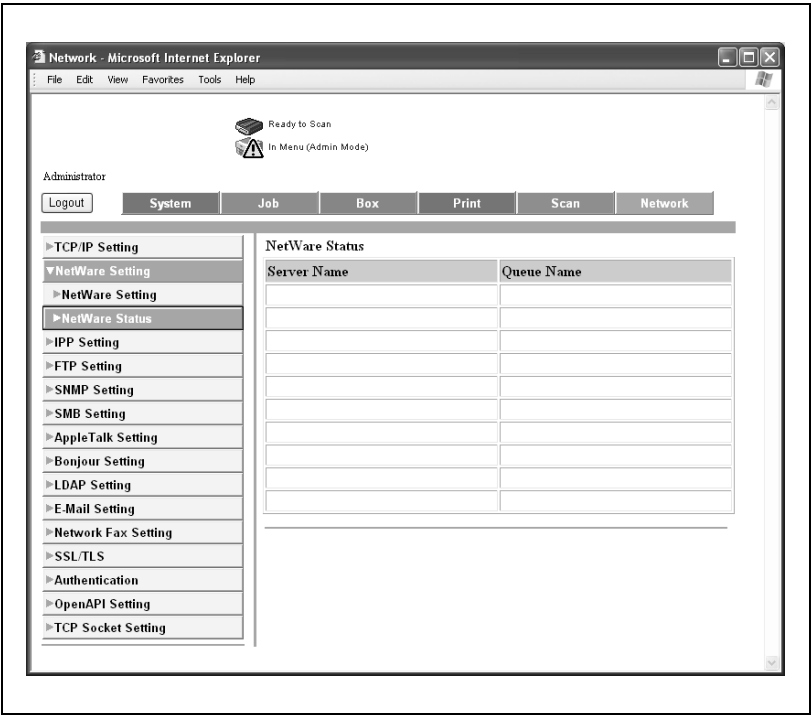 Network - Microsoft Internet Explorer
File Edit View Favorites Tools Help
Ready to Scan
In Menu (Admin Mode)
Administrator
Logout System Job Box Print Scan Network
TCP/IP Setting
NetWare Setting
NetWare Setting
NetWare Status
IPP Setting
FTP Setting
SNMP Setting
SMB Setting
AppleTalk Setting
Bonjour Setting
LDAP Setting
E-Mail Setting
Network Fax Setting
SSL/TLS
Authentication
OpenAPI Setting
TCP Socket Setting
NetWare Status
Server Name Queue Name